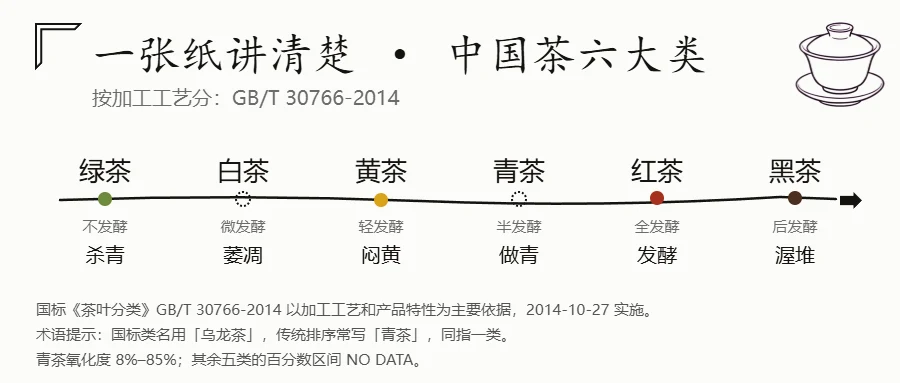 一张纸讲清楚 · 中国茶六大类
按加工工艺分：GB/T 30766-2014
绿茶 白茶 黄茶 青茶 红茶 黑茶
不发酵 微发酵 轻发酵 半发酵 全发酵 后发酵
杀青 萎凋 闷黄 做青 发酵 渥堆
国标《茶叶分类》GB/T 30766-2014 以加工工艺和产品特性为主要依据，2014-10-27 实施。
术语提示：国标类名用「乌龙茶」，传统排序常写「青茶」，同指一类。
青茶氧化度 8%–85%；其余五类的百分数区间 NO DATA。